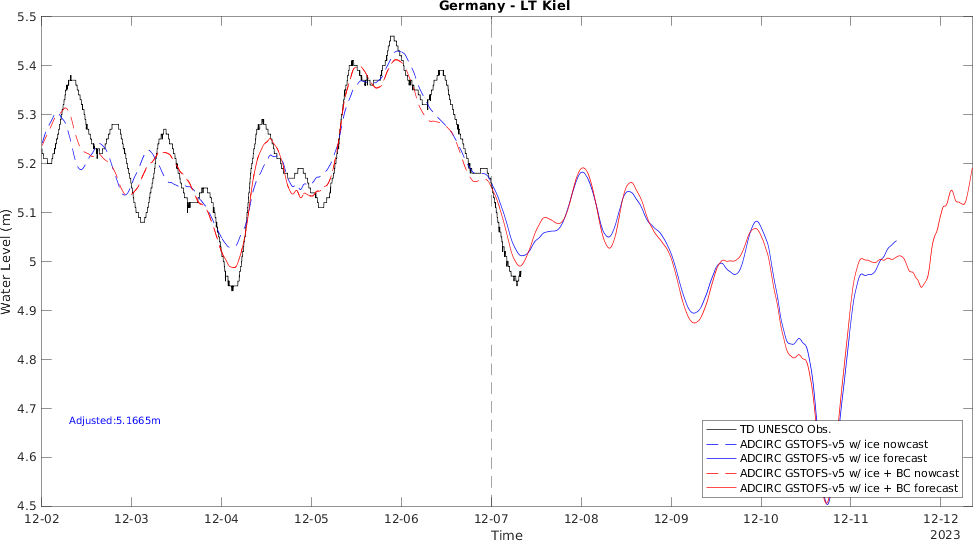 Germany - LT Kiel
5.5
5.4
5.3
5.2
5.1
5
4.9
4.8
4.7
4.6
4.5
Water Level (m)
Adjusted:5.1665m
TD UNESCO Obs.
ADCIRC GSTOFS-v5 w/ ice nowcast
ADCIRC GSTOFS-v5 w/ ice forecast
ADCIRC GSTOFS-v5 w/ ice + BC nowcast
ADCIRC GSTOFS-v5 w/ ice + BC forecast
12-02 12-03 12-04 12-05 12-06 12-07 12-08 12-09 12-10 12-11 12-12
Time
2023